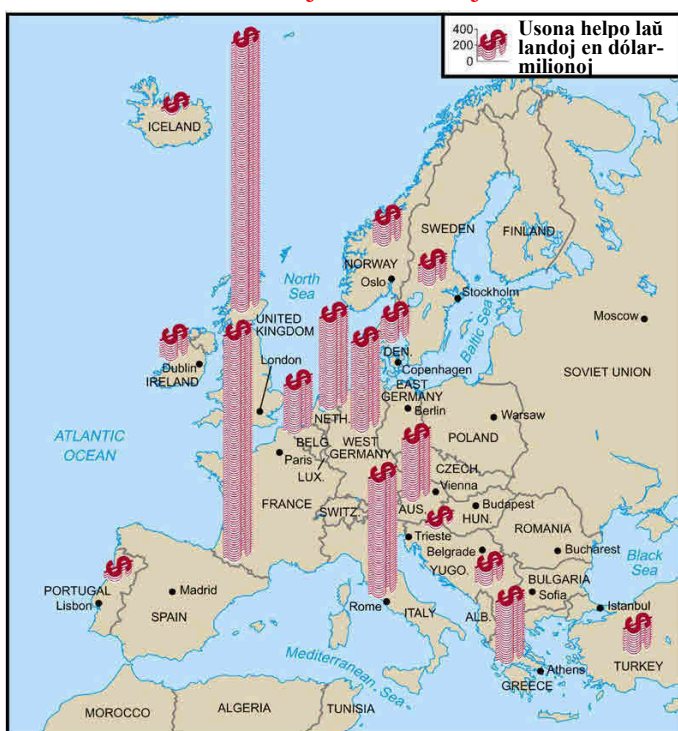 400
200
0
Usona helpo laŭ
landoj en dólar-
milionoj
ICELAND
SWEDEN
FINLAND
NORWAY
Oslo
North
Sea
Stockholm
Baltic Sea
Moscow
UNITED
KINGDOM
London
Dublin
IRELAND
DEN.
Copenhagen
SOVIET UNION
EAST
GERMANY
Berlin
Warsaw
POLAND
NETH.
BELG.
WEST
GERMANY
ATLANTIC
OCEAN
Paris
LUX.
CZECH.
Vienna
FRANCE
SWITZ.
AUS.
Budapest
HUN.
ROMANIA
Trieste
Belgrade
Bucharest
Black
Sea
YUGO.
BULGARIA
Sofia
PORTUGAL
Lisbon
Madrid
SPAIN
Rome
ITALY
ALB.
Istanbul
Mediterranean Sea
Athens
GREECE
TURKEY
MOROCCO
ALGERIA
TUNISIA